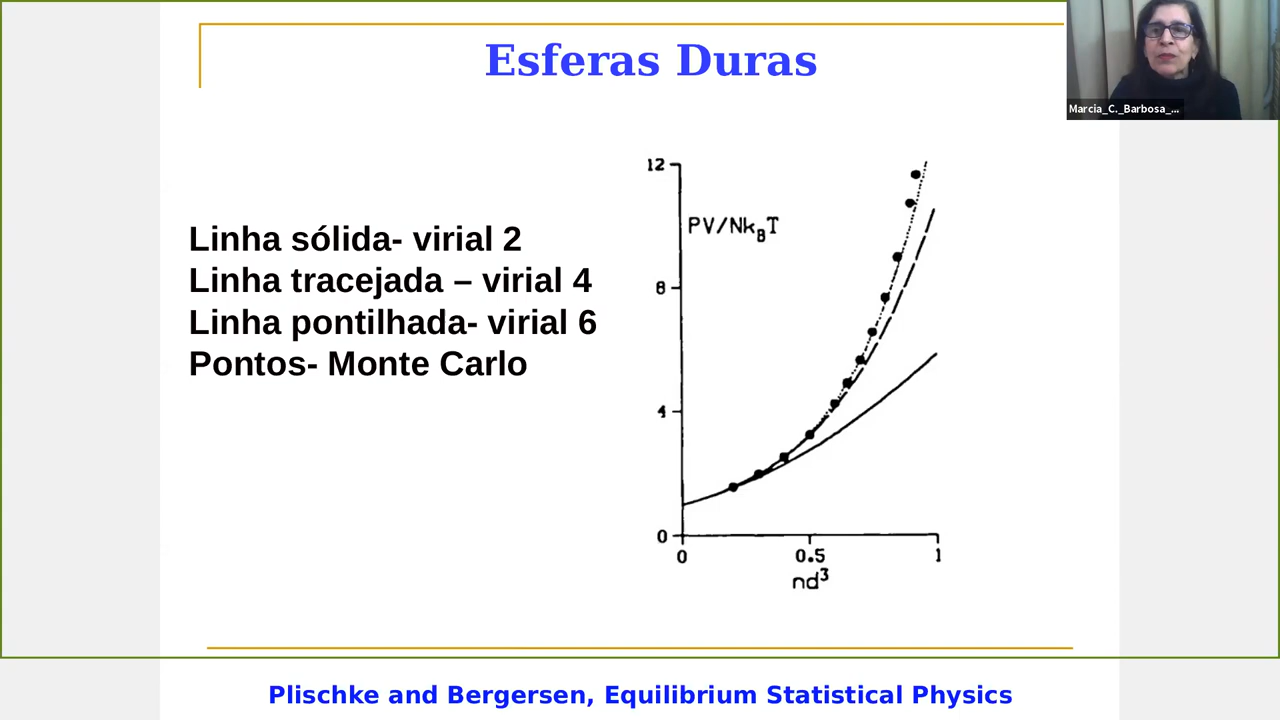 Esferas Duras
Marcia_C._Barbosa_...
Linha sólida- virial 2
Linha tracejada – virial 4
Linha pontilhada- virial 6
Pontos- Monte Carlo
12
PV/NkBT
8
4
0
0
0.5
1
nd³
Plischke and Bergersen, Equilibrium Statistical Physics